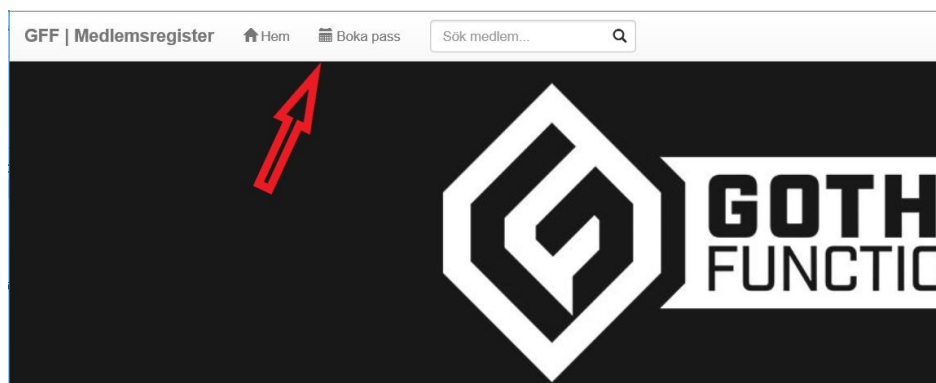 GFF | Medlemsregister Hem Boka pass Sök medlem...
GOTH
FUNCTIO